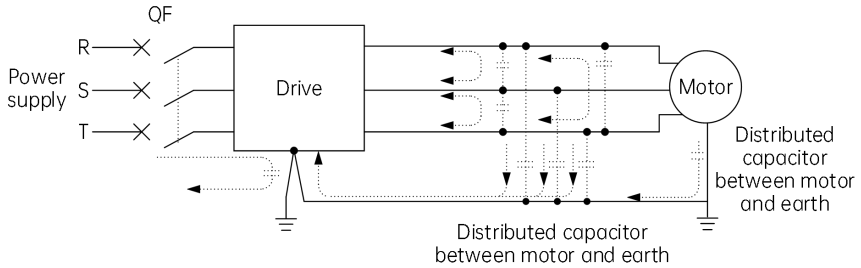 QF
R
Power
supply
S
T
Drive
Motor
Distributed
capacitor
between motor
and earth
Distributed capacitor
between motor and earth